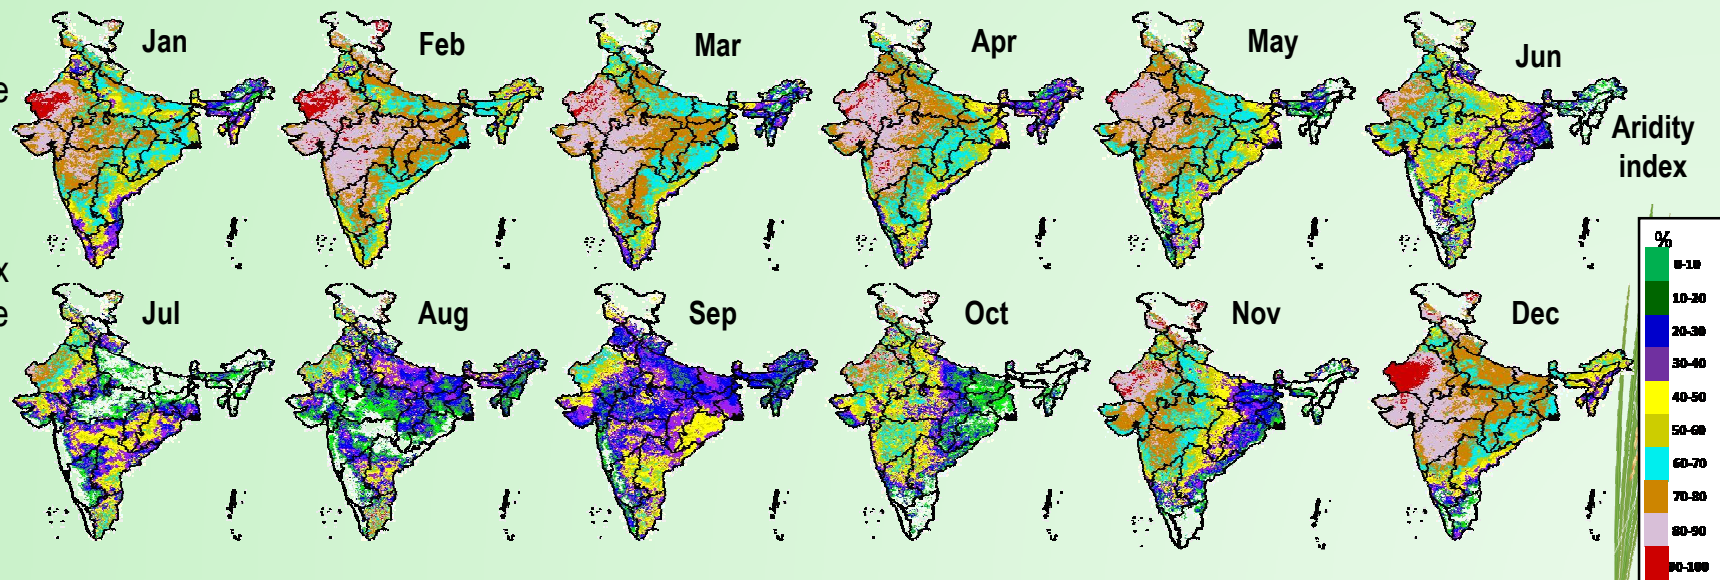 Jan
Feb
Mar
Apr
May
Jun
e
Aridity
index
x
e
Jul
Aug
Sep
Oct
Nov
Dec
%
0-10
10-20
20-30
30-40
40-50
50-60
60-70
70-80
80-90
90-100